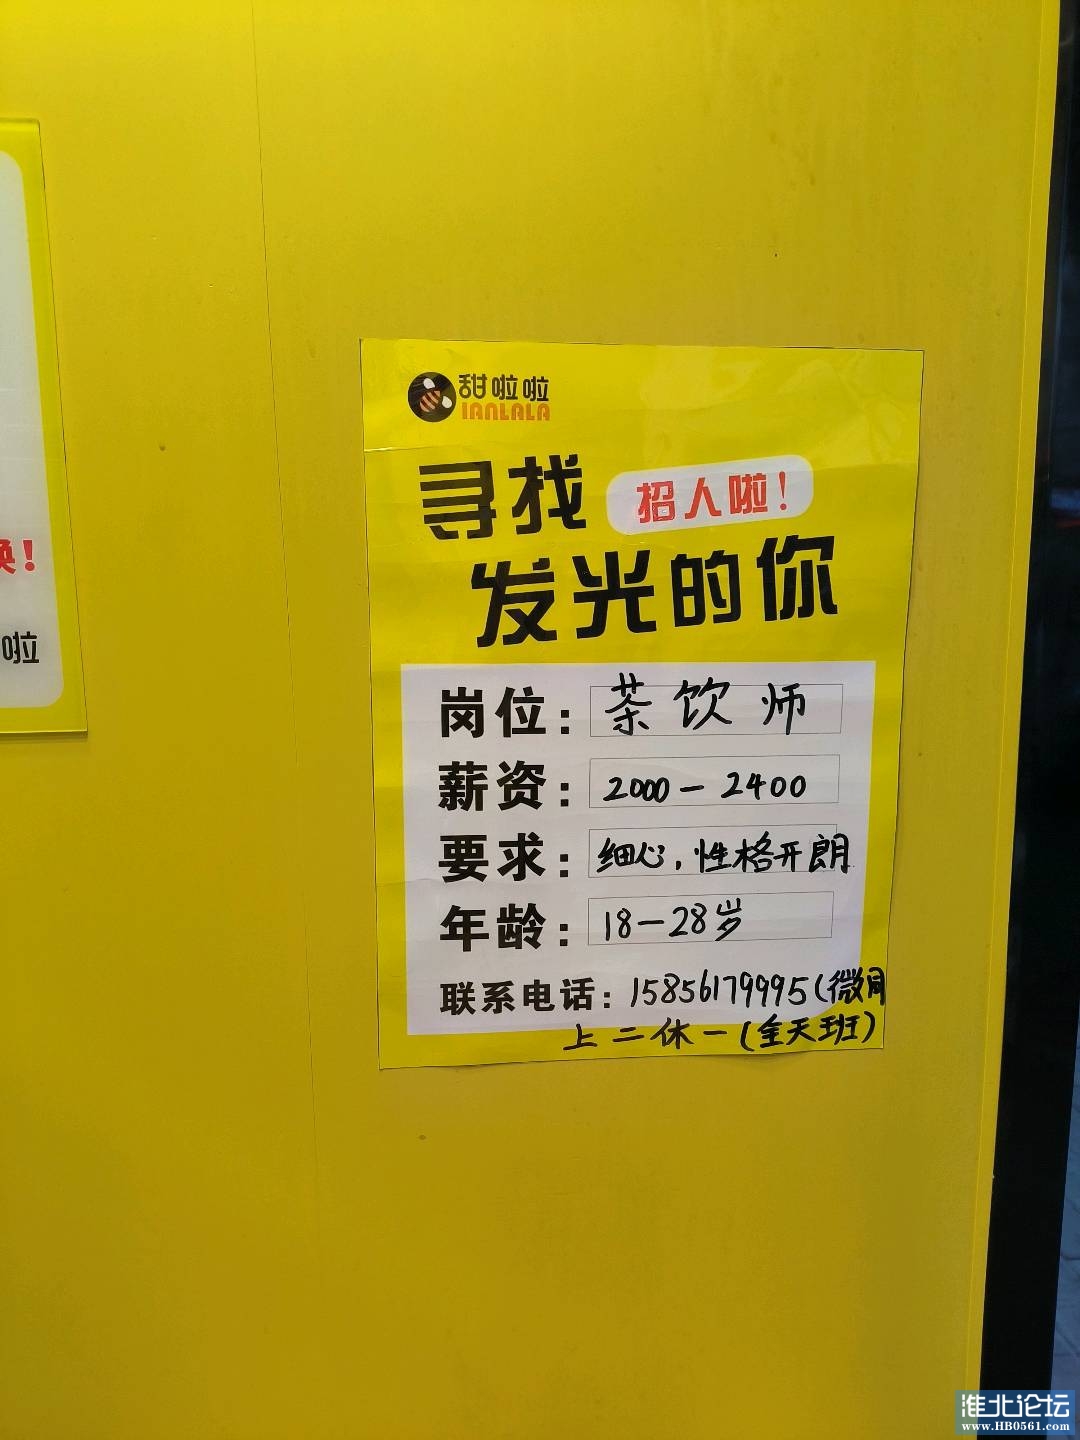 换!
啦
甜啦啦
IANLALA
寻找
招人啦!
发光的你
岗位: 茶饮师
薪资: 2000-2400
要求: 细心,性格开朗
年龄: 18-28岁
联系电话: 15856179995(微同
上二休一(全天班)
淮北论坛
www.HB0561.com